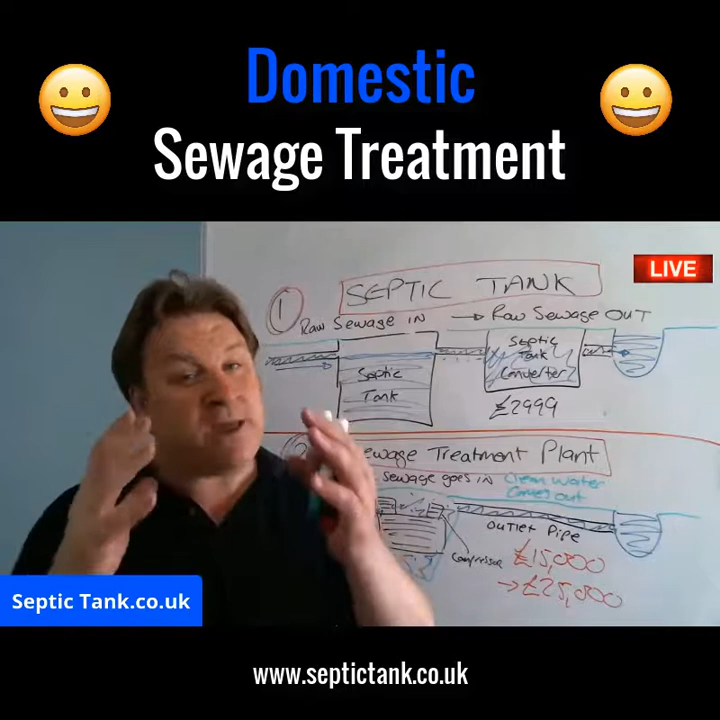 Domestic
Sewage Treatment
LIVE
1 SEPTIC TANK
Raw Sewage IN → Raw Sewage OUT
Septic
Tank
Septic
Tank
Converter
£2999
Sewage Treatment Plant
Sewage goes IN Clean Water
Comes out
OUTLET Pipe
Compressor
£15,000
→ £25,000
Septic Tank.co.uk
www.septictank.co.uk